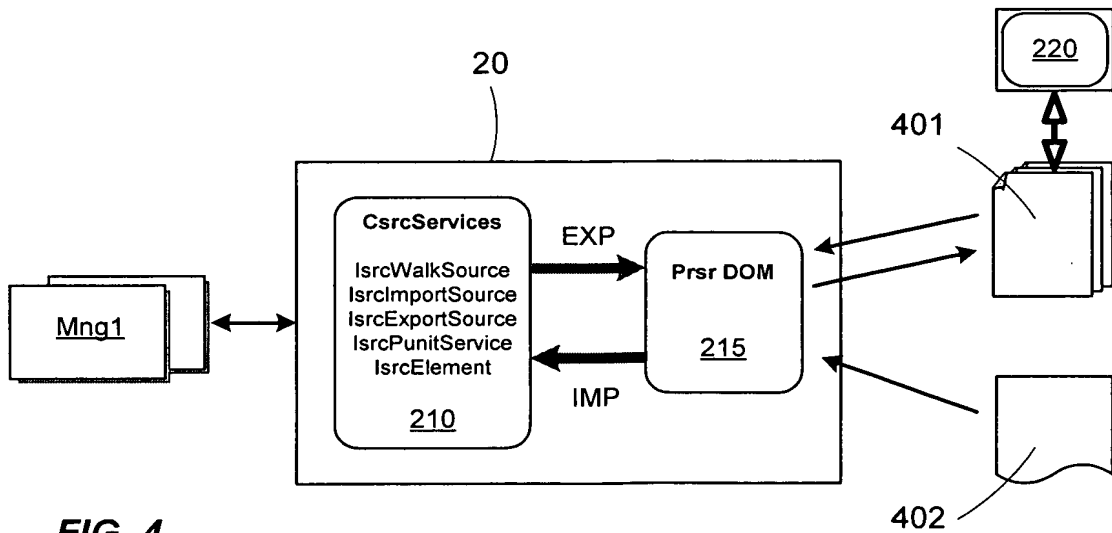 20
220
401
CsrcServices
IsrcWalkSource
IsrcImportSource
IsrcExportSource
IsrcPunitService
IsrcElement
210
EXP
IMP
Prsr DOM
215
Mng1
402
FIG. 4